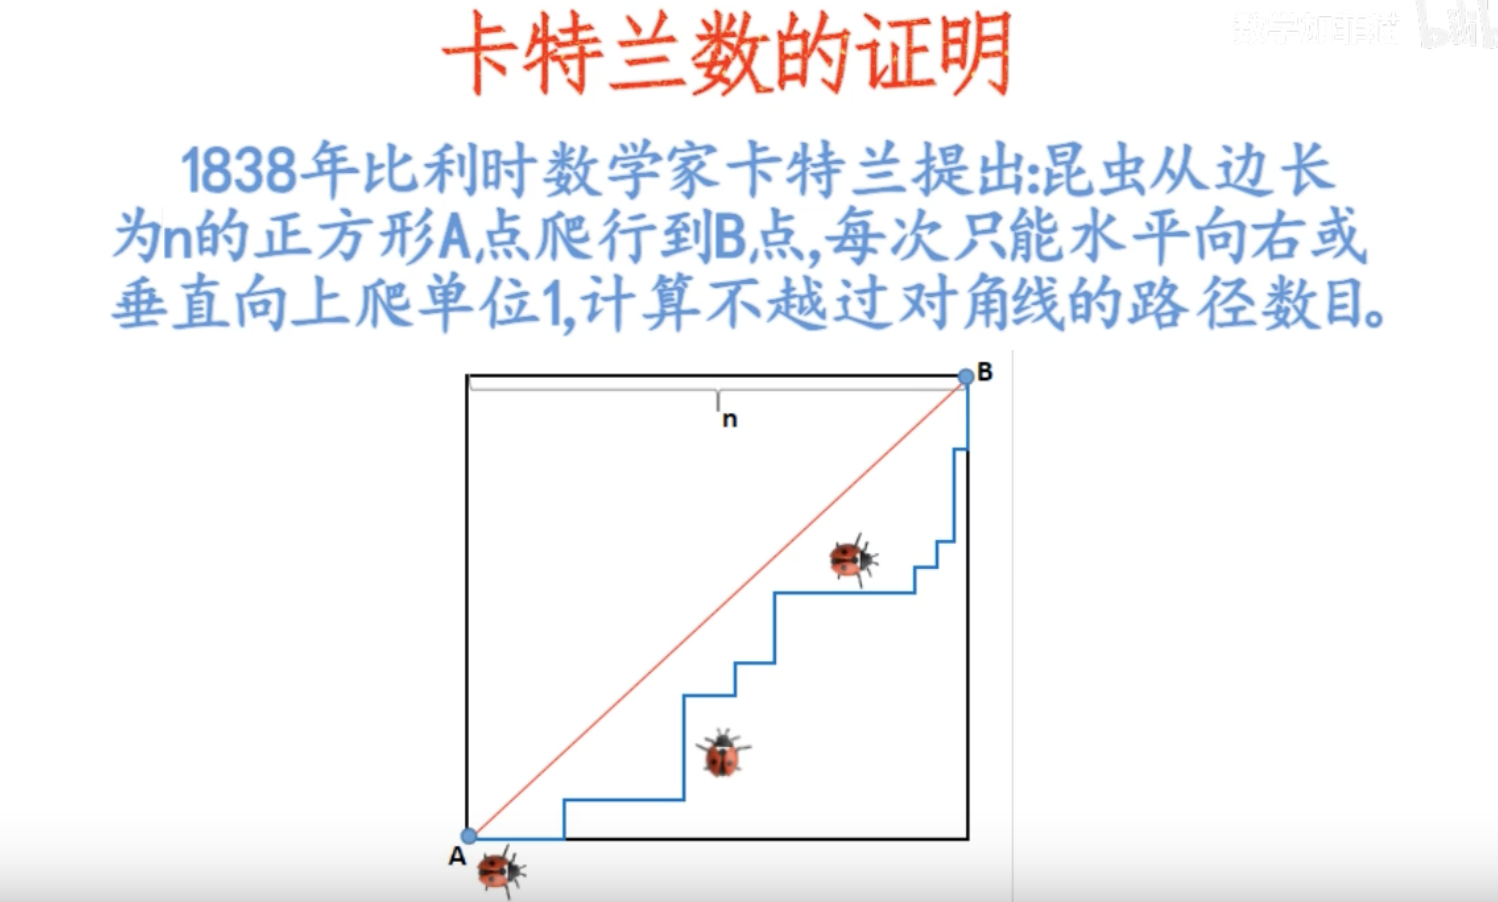 卡特兰数的证明
1838年比利时数学家卡特兰提出:昆虫从边长
为n的正方形A点爬行到B点,每次只能水平向右或
垂直向上爬单位1,计算不越过对角线的路径数目。
B
n
A